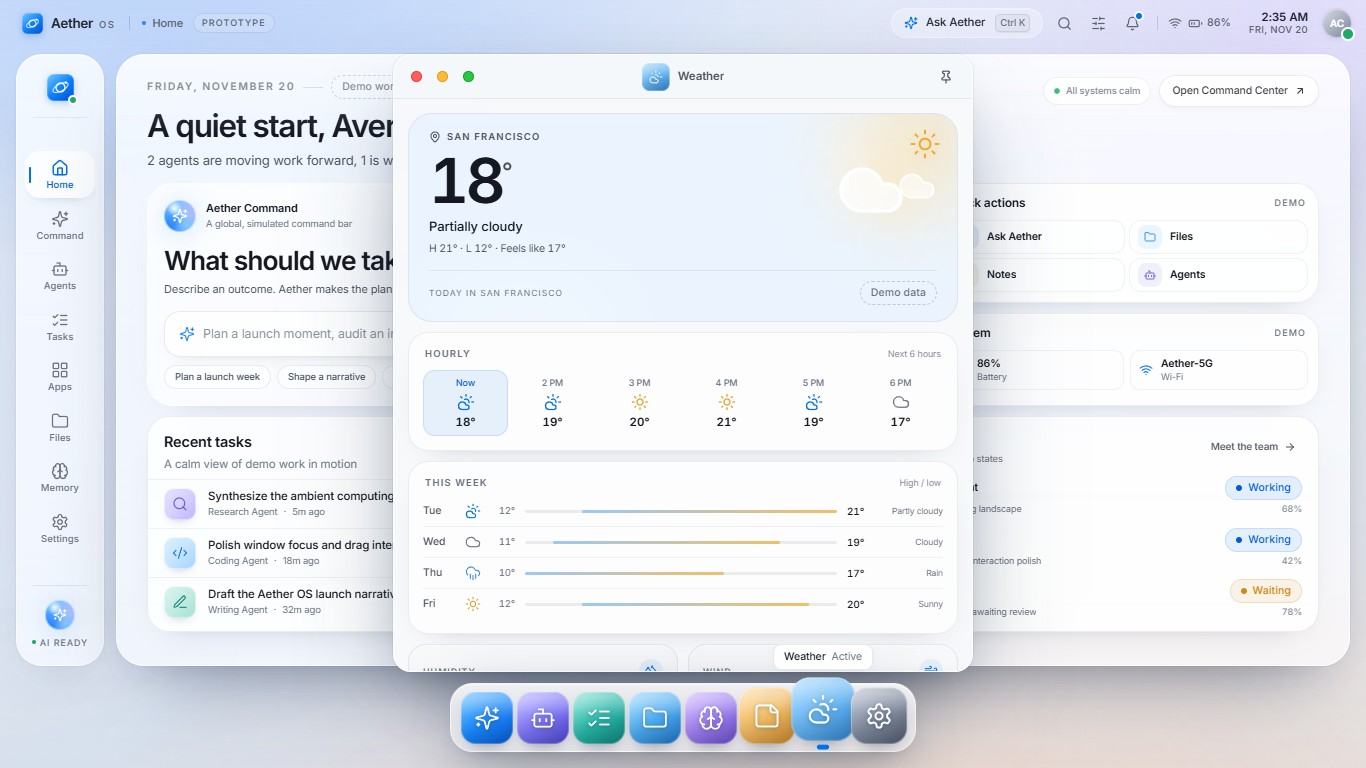 Aether OS
Home
PROTOTYPE
Ask Aether
Ctrl K
86%
2:35 AM
FRI, NOV 20
AC
Home
Command
Agents
Tasks
Apps
Files
Memory
Settings
AI READY
FRIDAY, NOVEMBER 20
Demo
A quiet start,
2 agents are moving work forward, 1 is
All systems calm
Open Command Center
Aether Command
A global, simulated command bar
What should we
Describe an outcome. Aether makes the plan
Plan a launch moment, audit an
Plan a launch week
Shape a narrative
Recent tasks
A calm view of demo work in motion
Synthesize the ambient computing
Research Agent · 5m ago
Polish window focus and drag
Coding Agent · 18m ago
Draft the Aether OS launch
Writing Agent · 32m ago
Weather
SAN FRANCISCO
18°
Partially cloudy
H 21° · L 12° · Feels like 17°
TODAY IN SAN FRANCISCO
Demo data
HOURLY
Next 6 hours
Now
2 PM
3 PM
4 PM
5 PM
6 PM
18°
19°
20°
21°
19°
17°
THIS WEEK
High / low
Tue 12° 21° Partly cloudy
Wed 11° 19° Cloudy
Thu 10° 17° Rain
Fri 12° 20° Sunny
Weather Active
actions
DEMO
Ask Aether
Files
Notes
Agents
DEMO
86%
Battery
Aether-5G
Wi-Fi
states
Meet the team
Working
landscape
68%
Working
interaction polish
42%
Waiting
awaiting review
78%